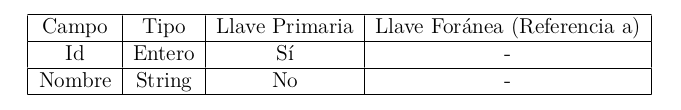 Campo Tipo Llave Primaria Llave Foránea (Referencia a)
Id Entero Sí -
Nombre String No -